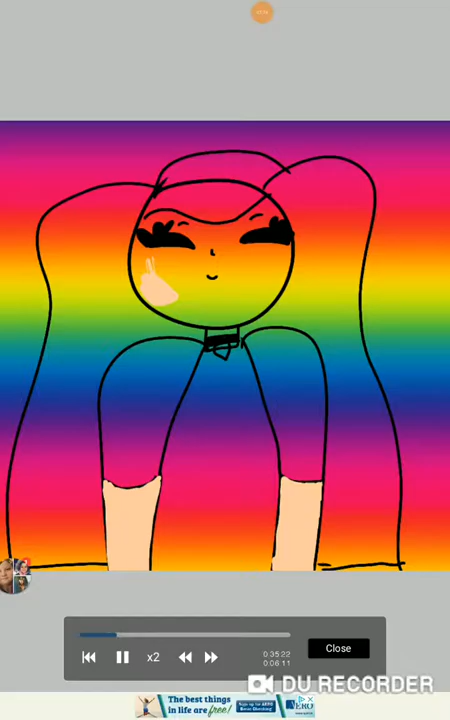 x2
0:35:22
0:06:11
Close
DU RECORDER
The best things
in life are free!